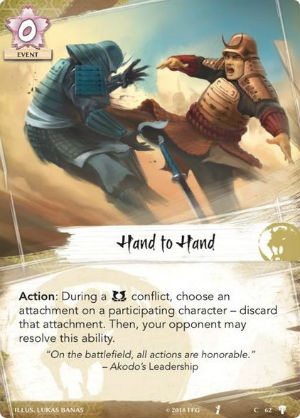 0
EVENT
Hand to Hand
Action: During a conflict, choose an
attachment on a participating character – discard
that attachment. Then, your opponent may
resolve this ability.
"On the battlefield, all actions are honorable."
– Akodo's Leadership
ILLUS. LUKAS BANAS
©2018 FFG
C 62